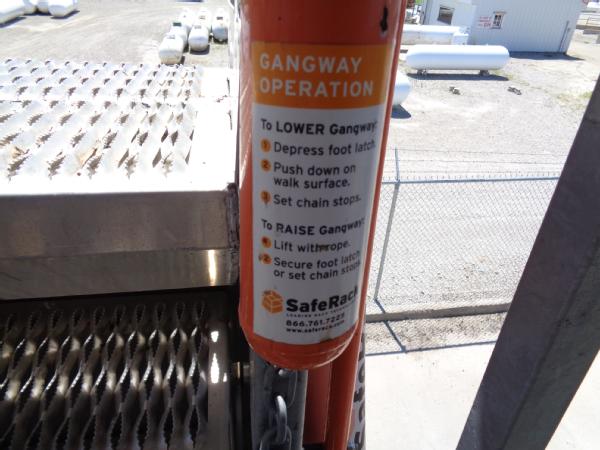 GANGWAY
OPERATION
To LOWER Gangway:
1 Depress foot latch.
2 Push down on
walk surface.
3 Set chain stops.
To RAISE Gangway:
Lift with rope.
2 Secure foot latch
or set chain stops.
SafeRack
866.761.7225
www.saferack.com